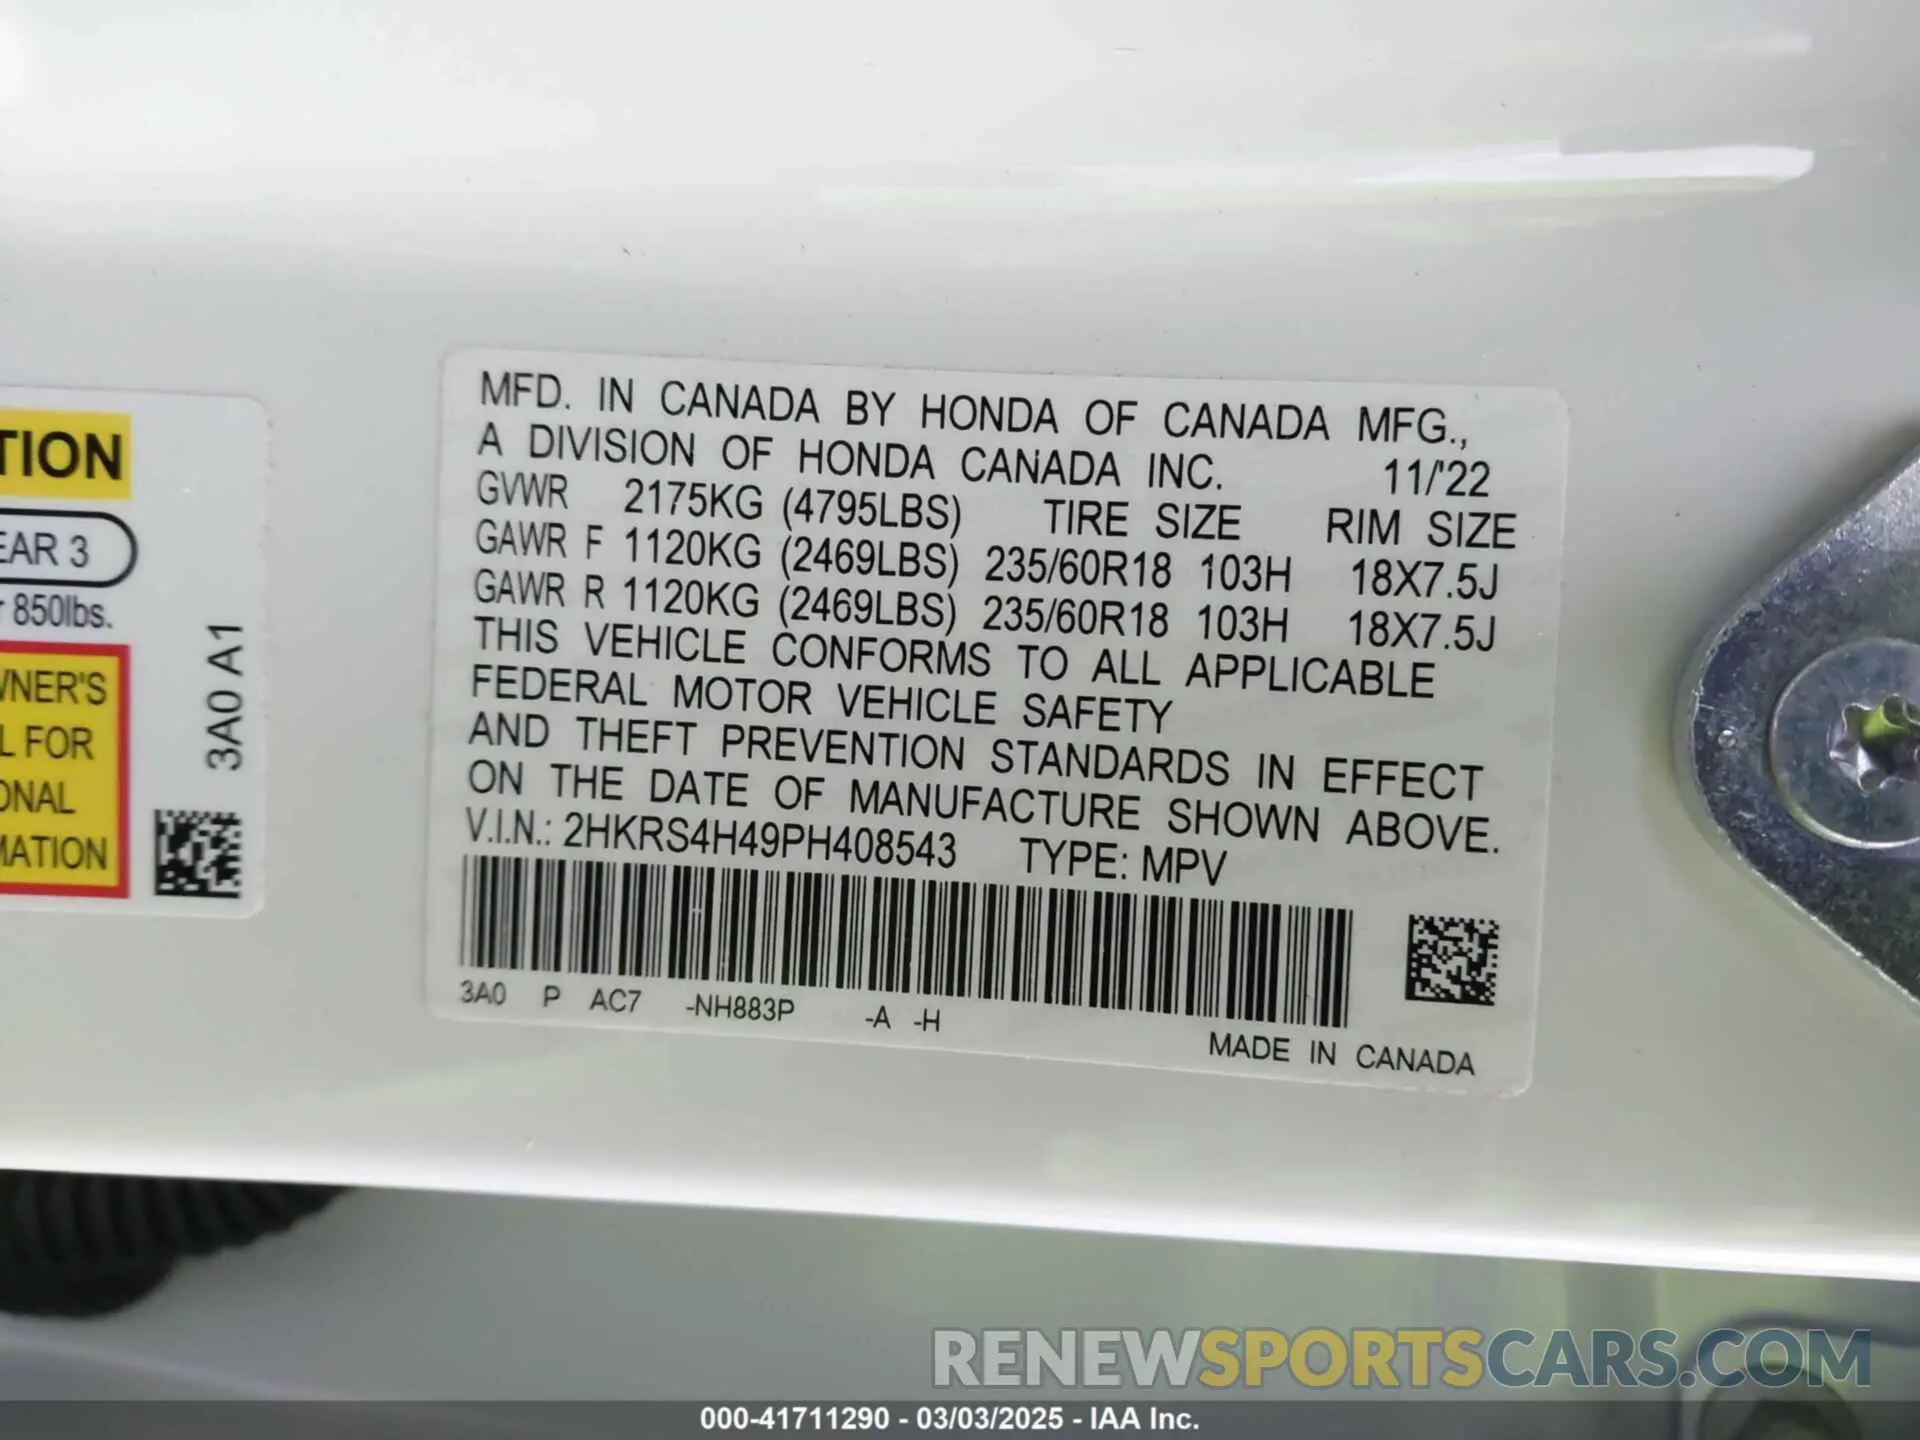 TION
EAR 3
850lbs.
WNER'S
L FOR
ONAL
MATION
3A0 A1
MFD. IN CANADA BY HONDA OF CANADA MFG.,
A DIVISION OF HONDA CANADA INC. 11/'22
GVWR 2175KG (4795LBS) TIRE SIZE RIM SIZE
GAWR F 1120KG (2469LBS) 235/60R18 103H 18X7.5J
GAWR R 1120KG (2469LBS) 235/60R18 103H 18X7.5J
THIS VEHICLE CONFORMS TO ALL APPLICABLE
FEDERAL MOTOR VEHICLE SAFETY
AND THEFT PREVENTION STANDARDS IN EFFECT
ON THE DATE OF MANUFACTURE SHOWN ABOVE.
V.I.N.: 2HKRS4H49PH408543 TYPE: MPV
3A0 P AC7 -NH883P -A -H
MADE IN CANADA
RENEWSPORTSCARS.COM
000-41711290 - 03/03/2025 - IAA Inc.